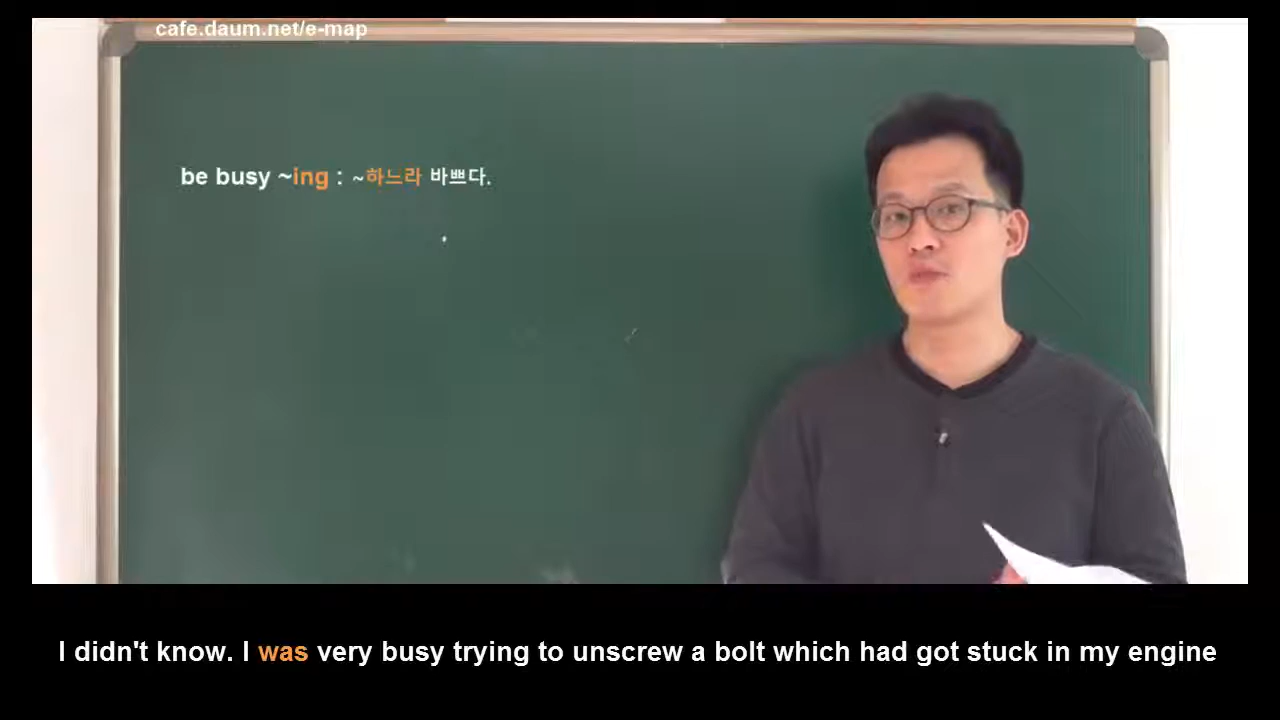 cafe.daum.net/e-map
be busy ~ing : ~하느라 바쁘다.
I didn't know. I was very busy trying to unscrew a bolt which had got stuck in my engine